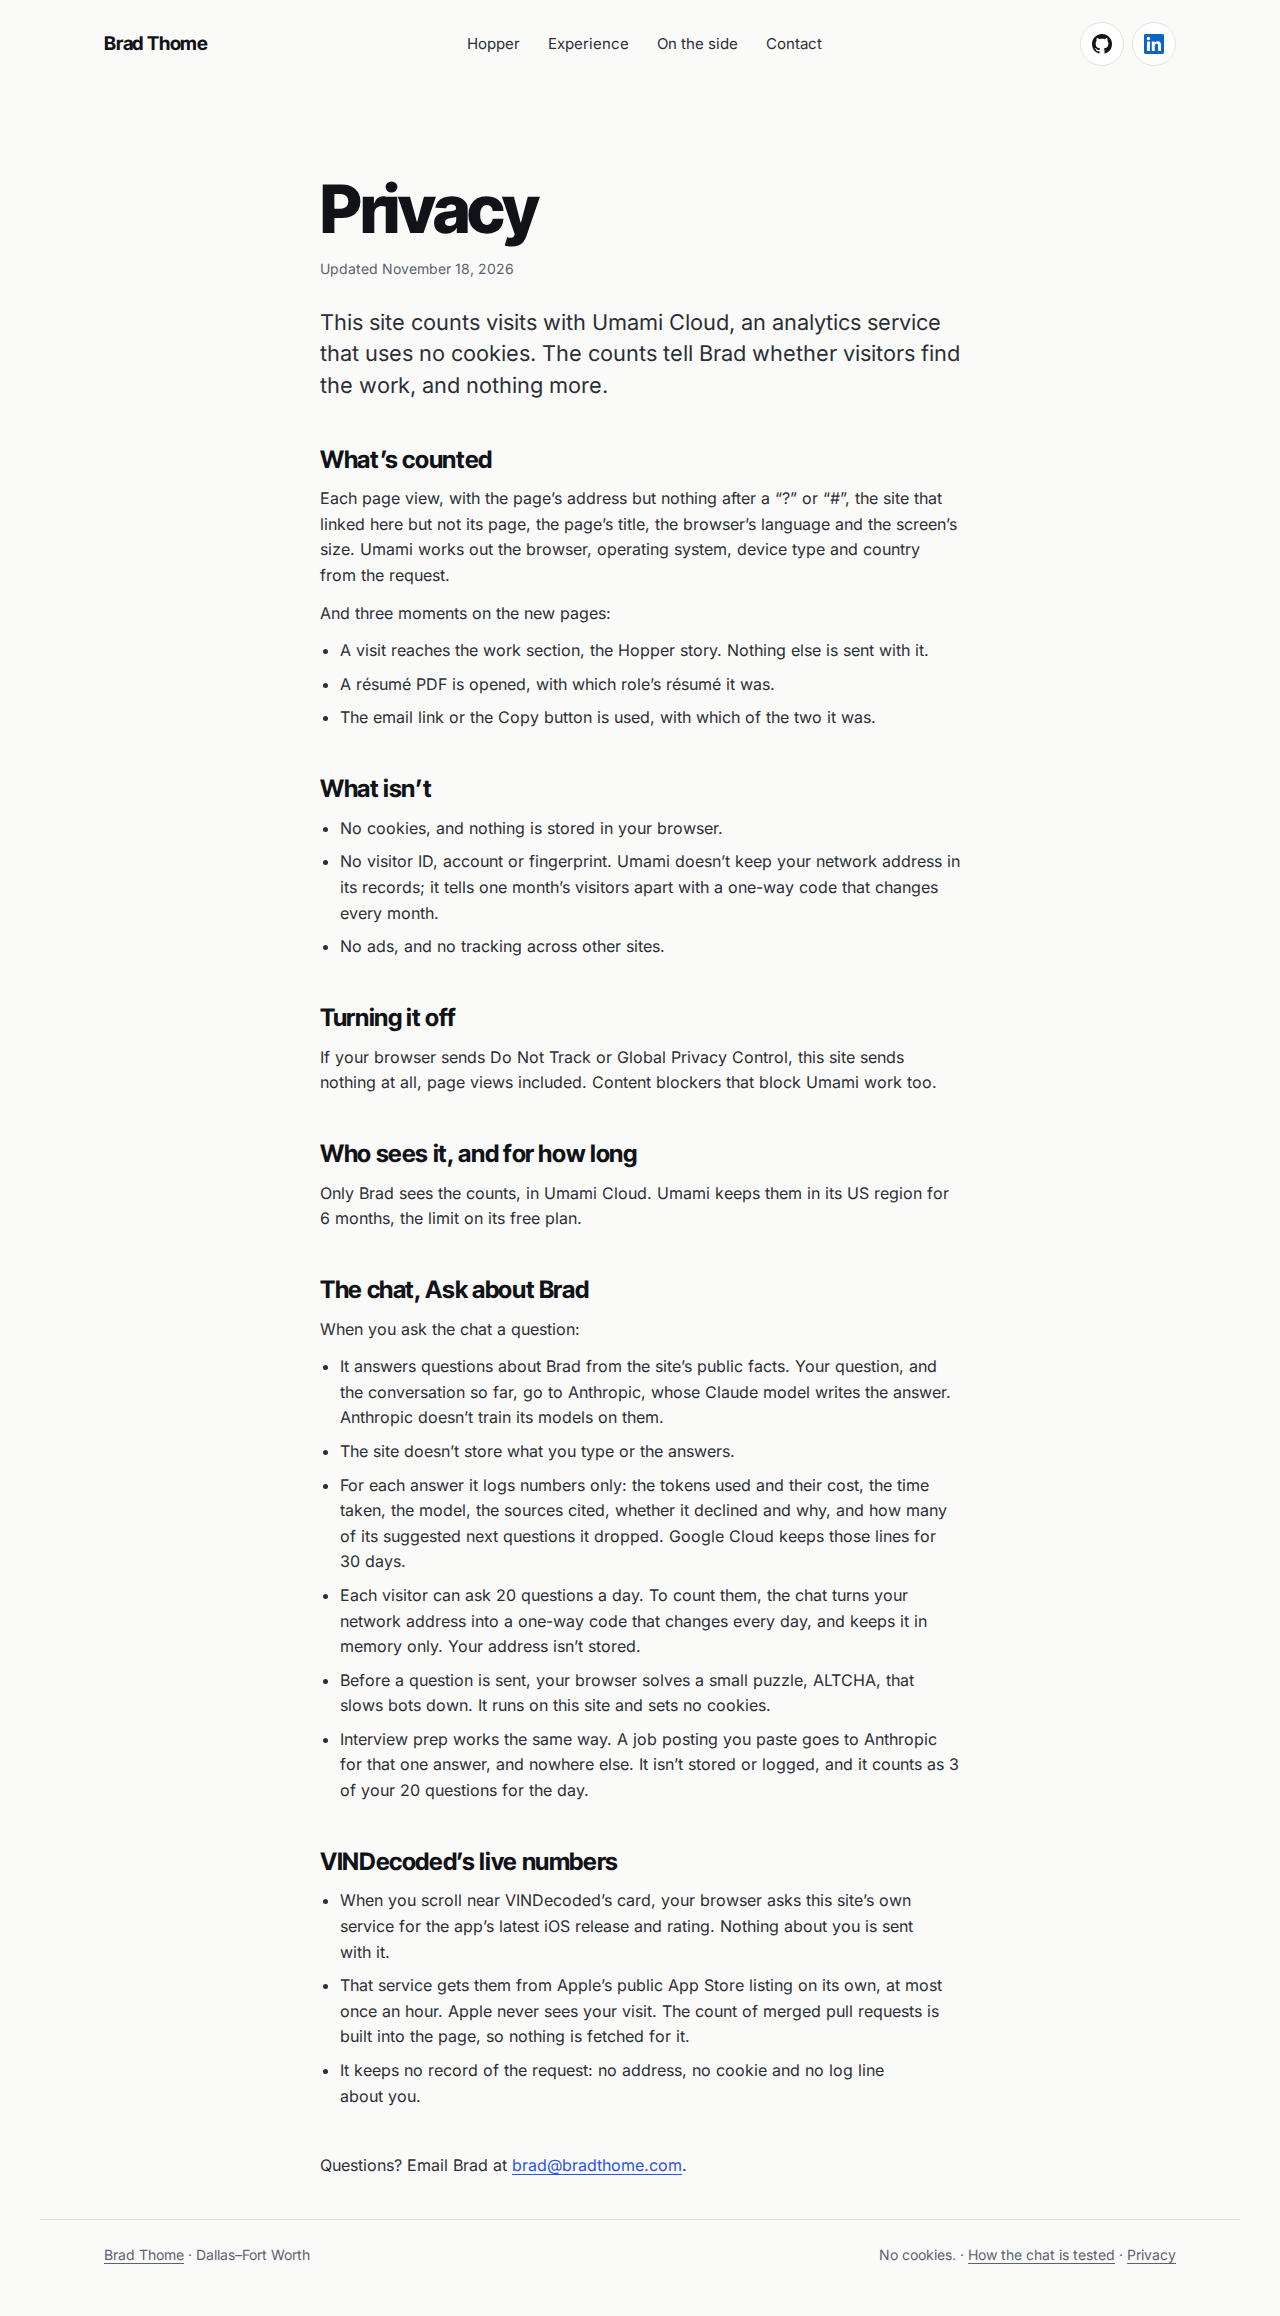 Brad Thome
Hopper Experience On the side Contact
Privacy
Updated November 18, 2026
This site counts visits with Umami Cloud, an analytics service
that uses no cookies. The counts tell Brad whether visitors find
the work, and nothing more.
What’s counted
Each page view, with the page’s address but nothing after a “?” or “#”, the site that
linked here but not its page, the page’s title, the browser’s language and the screen’s
size. Umami works out the browser, operating system, device type and country
from the request.
And three moments on the new pages:
• A visit reaches the work section, the Hopper story. Nothing else is sent with it.
• A résumé PDF is opened, with which role’s résumé it was.
• The email link or the Copy button is used, with which of the two it was.
What isn’t
• No cookies, and nothing is stored in your browser.
• No visitor ID, account or fingerprint. Umami doesn’t keep your network address in
its records; it tells one month’s visitors apart with a one-way code that changes
every month.
• No ads, and no tracking across other sites.
Turning it off
If your browser sends Do Not Track or Global Privacy Control, this site sends
nothing at all, page views included. Content blockers that block Umami work too.
Who sees it, and for how long
Only Brad sees the counts, in Umami Cloud. Umami keeps them in its US region for
6 months, the limit on its free plan.
The chat, Ask about Brad
When you ask the chat a question:
• It answers questions about Brad from the site’s public facts. Your question, and
the conversation so far, go to Anthropic, whose Claude model writes the answer.
Anthropic doesn’t train its models on them.
• The site doesn’t store what you type or the answers.
• For each answer it logs numbers only: the tokens used and their cost, the time
taken, the model, the sources cited, whether it declined and why, and how many
of its suggested next questions it dropped. Google Cloud keeps those lines for
30 days.
• Each visitor can ask 20 questions a day. To count them, the chat turns your
network address into a one-way code that changes every day, and keeps it in
memory only. Your address isn’t stored.
• Before a question is sent, your browser solves a small puzzle, ALTCHA, that
slows bots down. It runs on this site and sets no cookies.
• Interview prep works the same way. A job posting you paste goes to Anthropic
for that one answer, and nowhere else. It isn’t stored or logged, and it counts as 3
of your 20 questions for the day.
VINDecoded’s live numbers
• When you scroll near VINDecoded’s card, your browser asks this site’s own
service for the app’s latest iOS release and rating. Nothing about you is sent
with it.
• That service gets them from Apple’s public App Store listing on its own, at most
once an hour. Apple never sees your visit. The count of merged pull requests is
built into the page, so nothing is fetched for it.
• It keeps no record of the request: no address, no cookie and no log line
about you.
Questions? Email Brad at brad@bradthome.com.
Brad Thome · Dallas–Fort Worth
No cookies. · How the chat is tested · Privacy